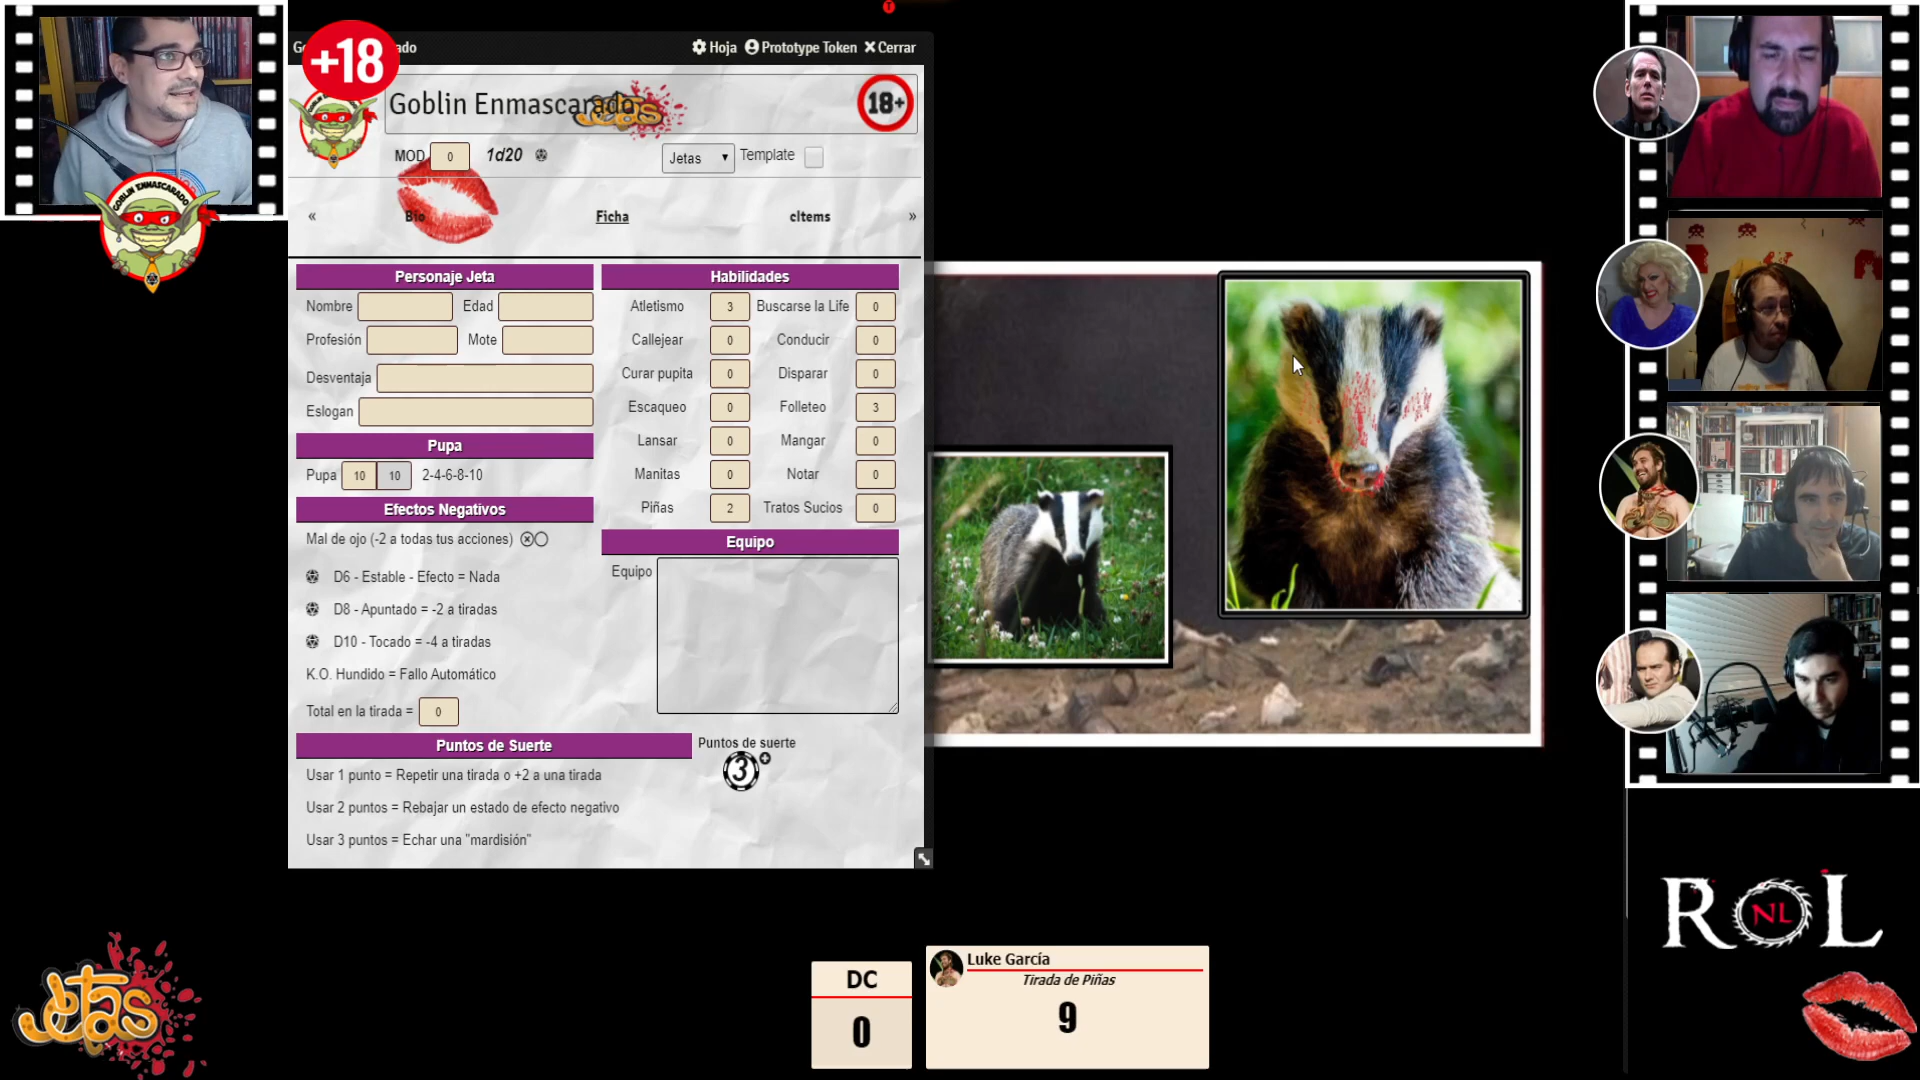 +18
Hoja Prototype Token Cerrar
Goblin Enmascarado
Jetas
18+
MOD 0 1d20
Jetas
Template
« Bio Ficha cItems »
Personaje Jeta
Nombre
Edad
Profesión
Mote
Desventaja
Eslogan
Pupa
Pupa 10 10 2-4-6-8-10
Efectos Negativos
Mal de ojo (-2 a todas tus acciones)
D6 - Estable - Efecto = Nada
D8 - Apuntado = -2 a tiradas
D10 - Tocado = -4 a tiradas
K.O. Hundido = Fallo Automático
Total en la tirada = 0
Habilidades
Atletismo 3 Buscarse la Life 0
Callejear 0 Conducir 0
Curar pupita 0 Disparar 0
Escaqueo 0 Folleteo 3
Lansar 0 Mangar 0
Manitas 0 Notar 0
Piñas 2 Tratos Sucios 0
Equipo
Equipo
Puntos de Suerte
Puntos de suerte
3
Usar 1 punto = Repetir una tirada o +2 a una tirada
Usar 2 puntos = Rebajar un estado de efecto negativo
Usar 3 puntos = Echar una "mardisión"
GOBLIN ENMASCARADO
Jetas
DC
0
Luke García
Tirada de Piñas
9
ROL
NL